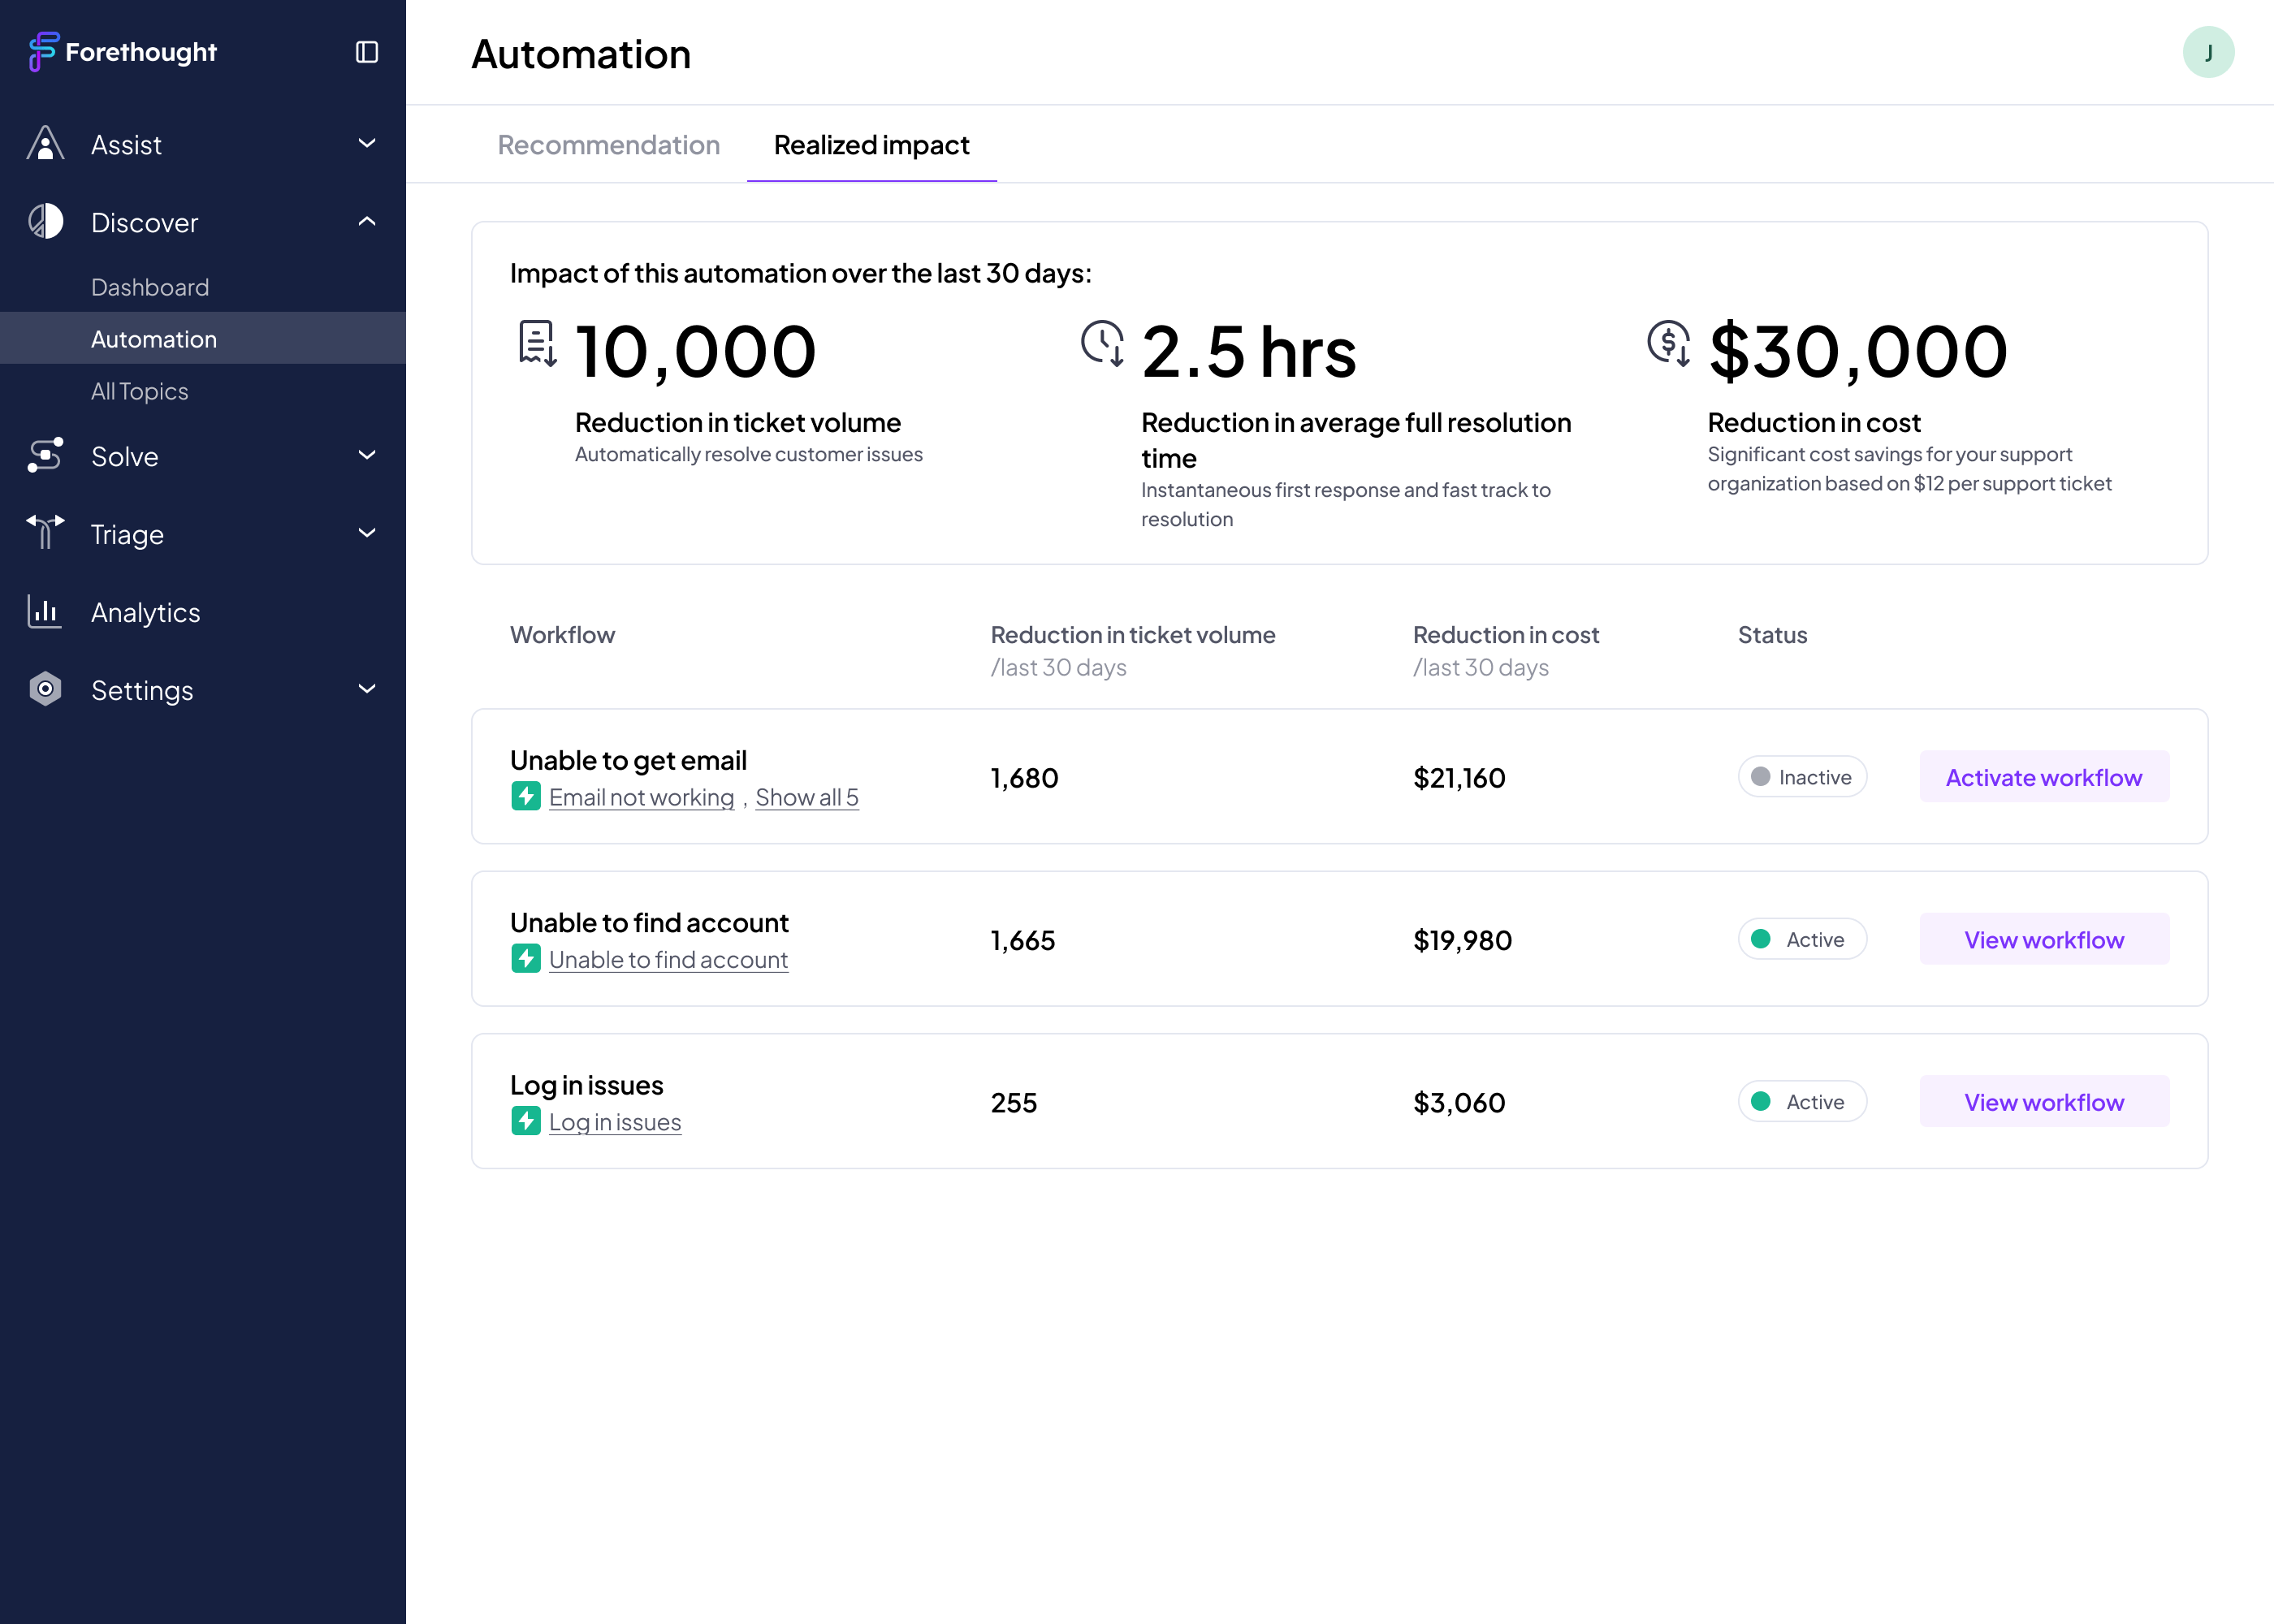 Forethought
Assist
Discover
Dashboard
Automation
All Topics
Solve
Triage
Analytics
Settings
Automation
J
Recommendation
Realized impact
Impact of this automation over the last 30 days:
10,000
Reduction in ticket volume
Automatically resolve customer issues
2.5 hrs
Reduction in average full resolution
time
Instantaneous first response and fast track to
resolution
$30,000
Reduction in cost
Significant cost savings for your support
organization based on $12 per support ticket
Workflow
Reduction in ticket volume
/last 30 days
Reduction in cost
/last 30 days
Status
Unable to get email
Email not working , Show all 5
1,680
$21,160
Inactive
Activate workflow
Unable to find account
Unable to find account
1,665
$19,980
Active
View workflow
Log in issues
Log in issues
255
$3,060
Active
View workflow